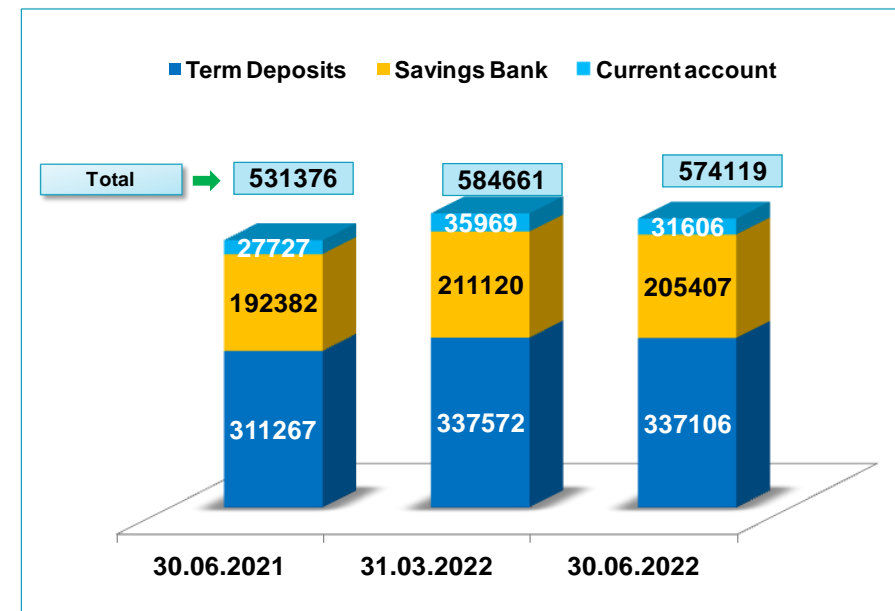 Term Deposits Savings Bank Current account
Total 531376 584661 574119
27727 35969 31606
192382 211120 205407
311267 337572 337106
30.06.2021 31.03.2022 30.06.2022